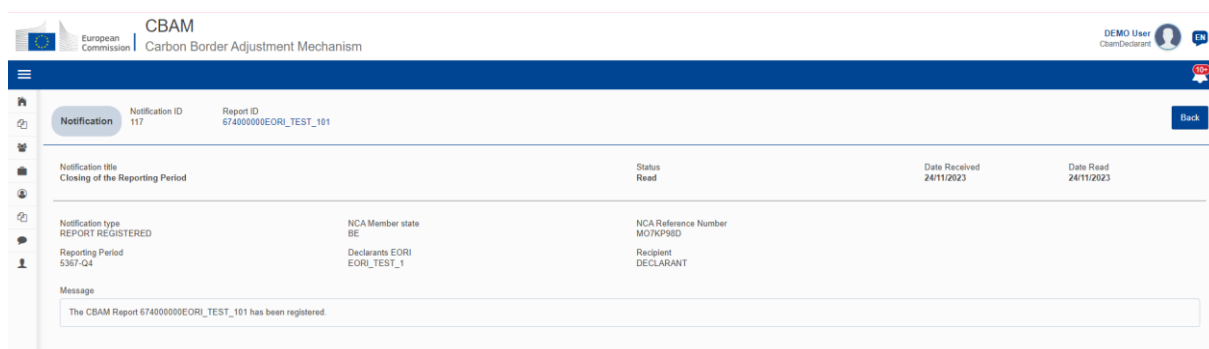 CBAM
European
Commission
Carbon Border Adjustment Mechanism
DEMO User
CbamDeclarant
EN
10+
Notification
Notification ID
117
Report ID
674000000EORI_TEST_101
Back
Notification title
Closing of the Reporting Period
Status
Read
Date Received
24/11/2023
Date Read
24/11/2023
Notification type
REPORT REGISTERED
NCA Member state
BE
NCA Reference Number
MO7KP98D
Reporting Period
5367-Q4
Declarants EORI
EORI_TEST_1
Recipient
DECLARANT
Message
The CBAM Report 674000000EORI_TEST_101 has been registered.